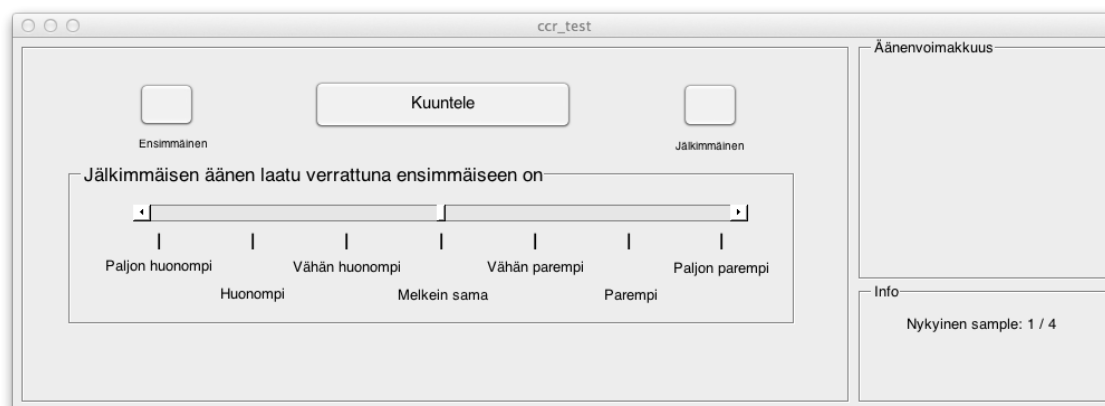 ccr_test
Äänenvoimakkuus
Kuuntele
Ensimmäinen
Jälkimmäinen
Jälkimmäisen äänen laatu verrattuna ensimmäiseen on
Paljon huonompi
Vähän huonompi
Vähän parempi
Paljon parempi
Huonompi
Melkein sama
Parempi
Info
Nykyinen sample: 1 / 4